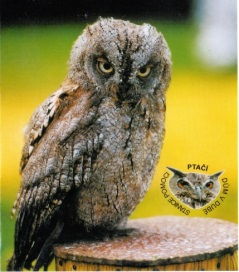 PTAČÍ
DŮM V DUBÉ
STANICE POMOCI